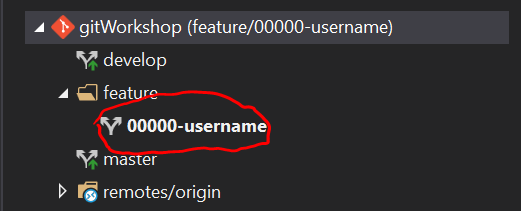 gitWorkshop (feature/00000-username)
develop
feature
00000-username
master
remotes/origin